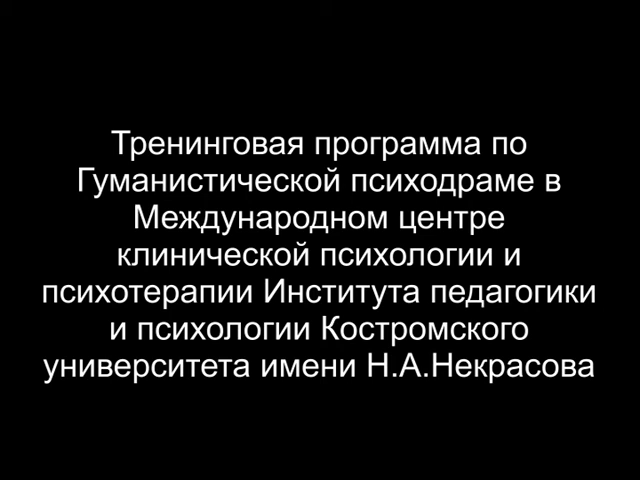 Тренинговая программа по
Гуманистической психодраме в
Международном центре
клинической психологии и
психотерапии Института педагогики
и психологии Костромского
университета имени Н.А.Некрасова